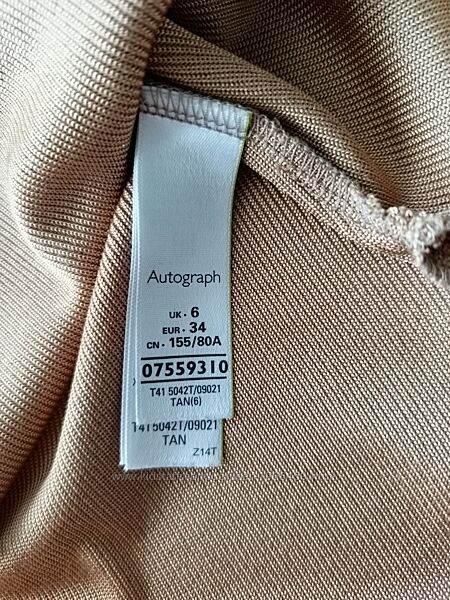 Autograph
UK • 6
EUR • 34
CN • 155/80A
07559310
T41 5042T/09021
TAN(6)
T41 5042T/09021
TAN
Z14T